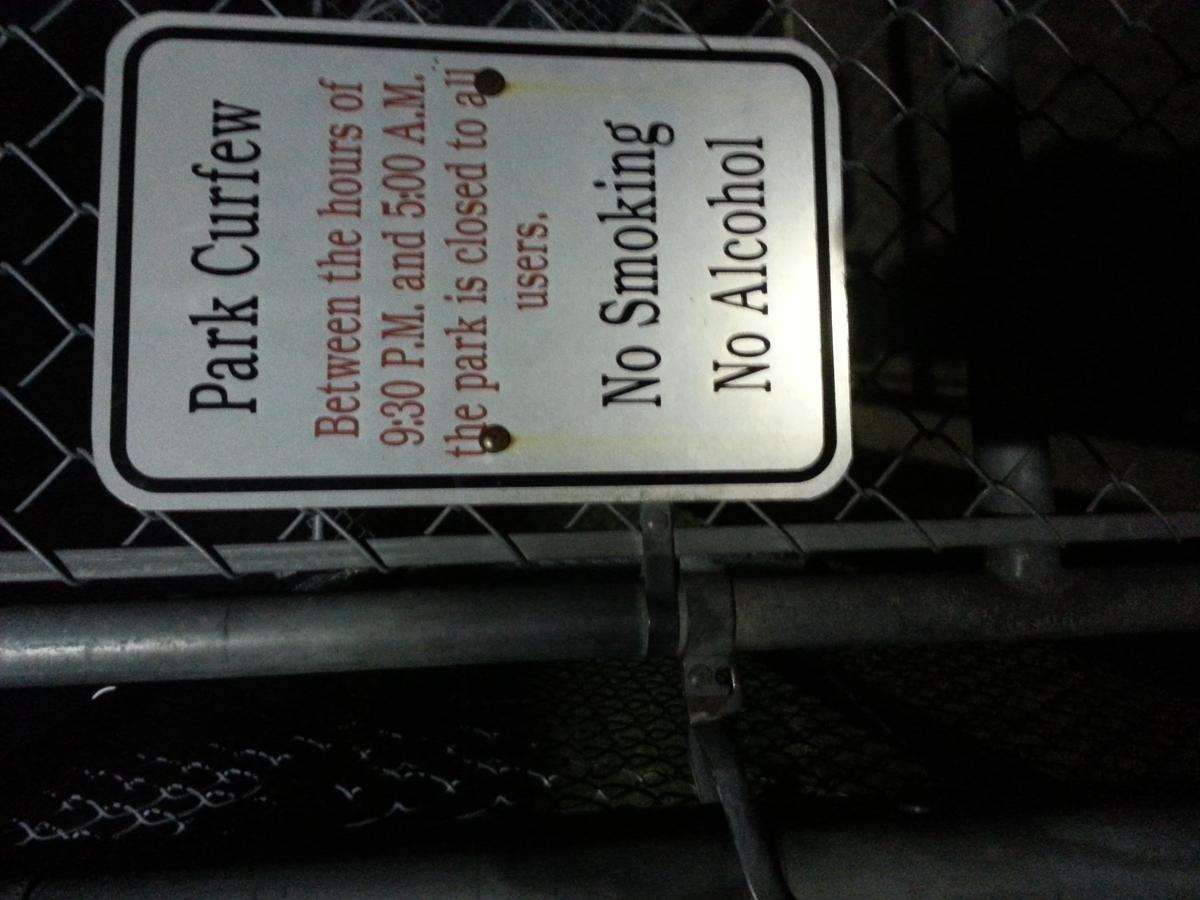 Park Curfew
Between the hours of
9:30 P.M. and 5:00 A.M.
the park is closed to all
users.
No Smoking
No Alcohol